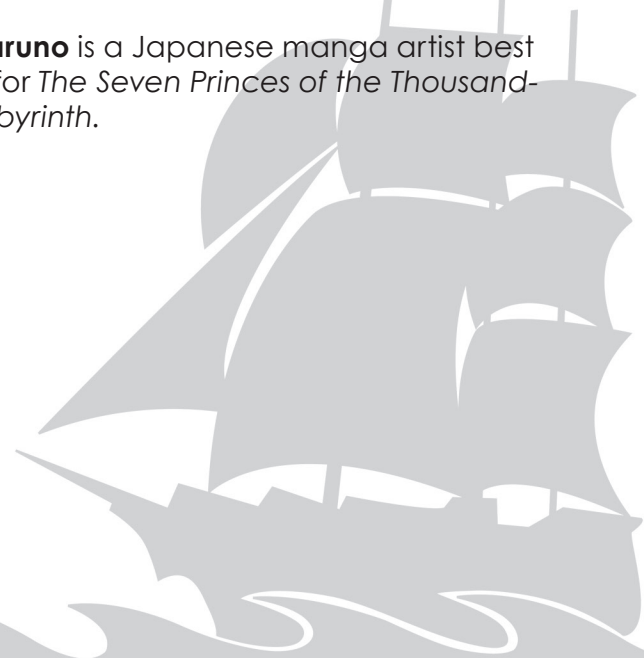 aruno is a Japanese manga artist best
for The Seven Princes of the Thousand-
byrinth.